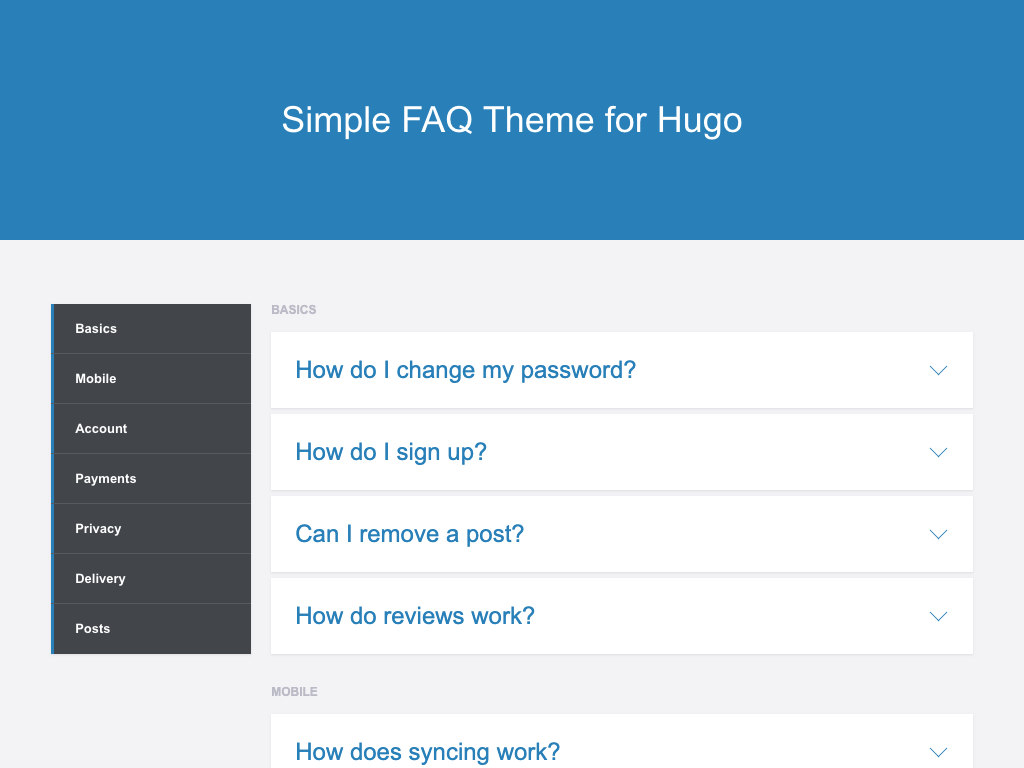 Simple FAQ Theme for Hugo
Basics
Mobile
Account
Payments
Privacy
Delivery
Posts
BASICS
How do I change my password?
How do I sign up?
Can I remove a post?
How do reviews work?
MOBILE
How does syncing work?